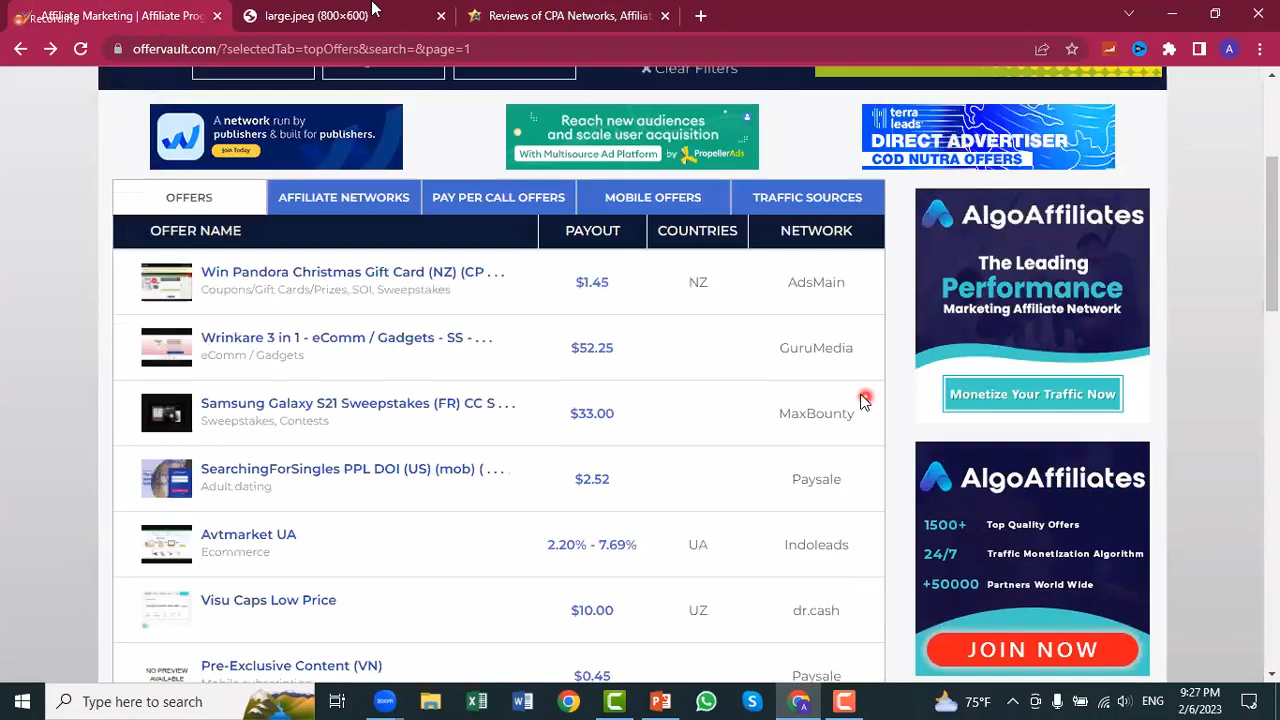 Affiliate Marketing |
Recording
large.jpeg (800×600)
Reviews of CPA Networks, Affilia
offervault.com/?selectedTab=topOffers&search=&page=1
A
Clear Filters
A network run by
publishers & built for publishers.
Join Today
Reach new audiences
and scale user acquisition
With Multisource Ad Platform by PropellerAds
terra
leads
DIRECT ADVERTISER
COD NUTRA OFFERS
OFFERS AFFILIATE NETWORKS PAY PER CALL OFFERS MOBILE OFFERS TRAFFIC SOURCES
OFFER NAME PAYOUT COUNTRIES NETWORK
Win Pandora Christmas Gift Card (NZ) (CP . . . $1.45 NZ AdsMain
Coupons/Gift Cards/Prizes, SOI, Sweepstakes
Wrinkare 3 in 1 - eComm / Gadgets - SS - . . . $52.25 GuruMedia
eComm / Gadgets
Samsung Galaxy S21 Sweepstakes (FR) CC S . . . $33.00 MaxBounty
Sweepstakes, Contests
SearchingForSingles PPL DOI (US) (mob) ( . . . $2.52 Paysale
Adult dating
Avtmarket UA 2.20% - 7.69% UA Indoleads
Ecommerce
Visu Caps Low Price $10.00 UZ dr.cash
Pre-Exclusive Content (VN) $0.45 Paysale
NO PREVIEW
AVAILABLE
Mobile subscription
AlgoAffiliates
The Leading
Performance
Marketing Affiliate Network
Monetize Your Traffic Now
AlgoAffiliates
1500+ Top Quality Offers
24/7 Traffic Monetization Algorithm
+50000 Partners World Wide
JOIN NOW
Type here to search
zoom
75°F
ENG
9:27 PM
2/6/2023